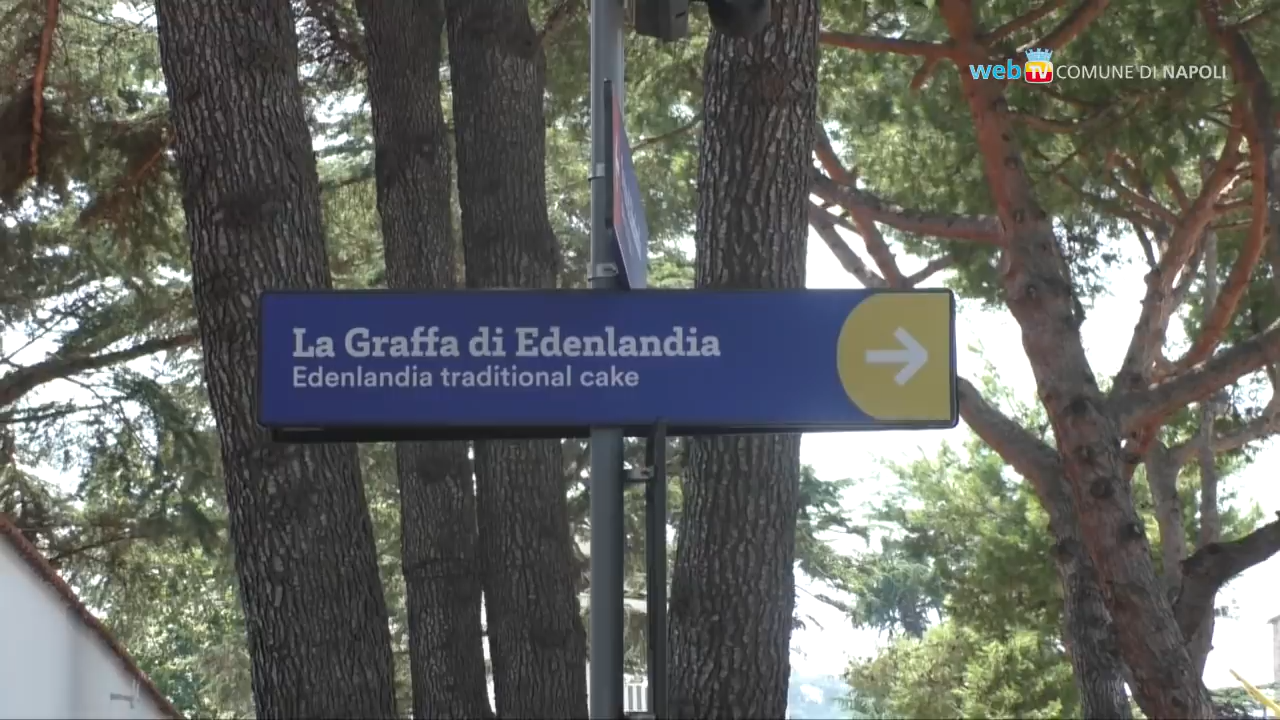 webTV COMUNE DI NAPOLI
La Graffa di Edenlandia
Edenlandia traditional cake